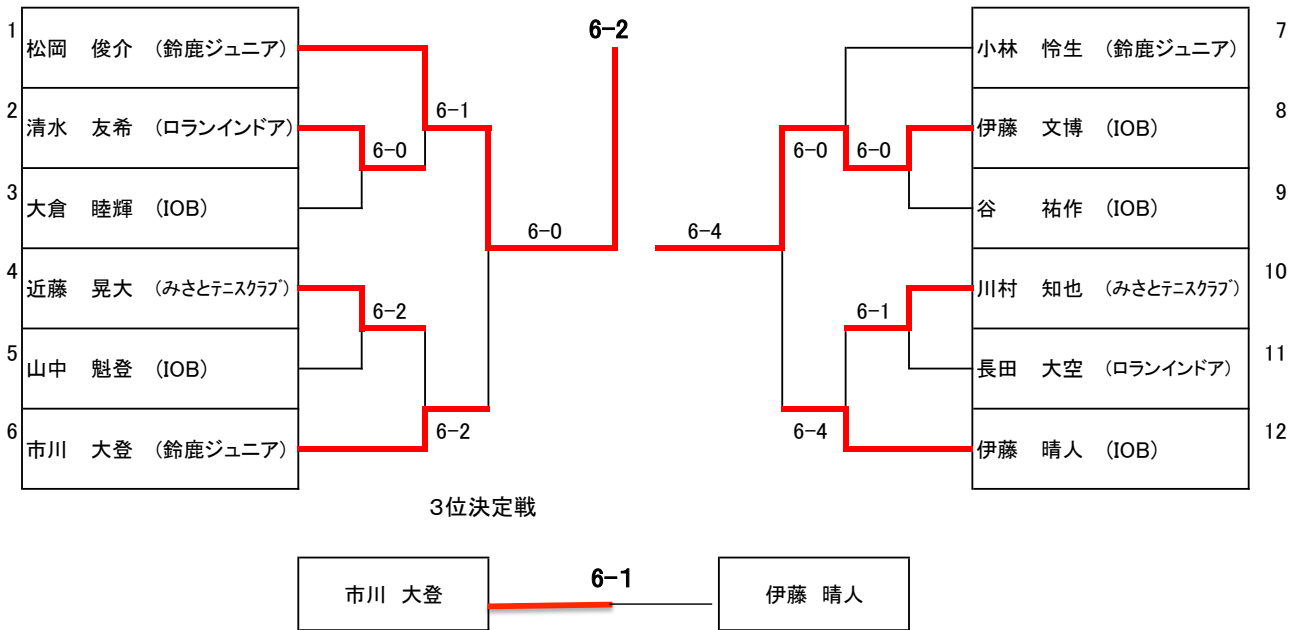 1
松岡 俊介 (鈴鹿ジュニア)
2
清水 友希 (ロランインドア)
3
大倉 睦輝 (IOB)
4
近藤 晃大 (みさとテニスクラブ)
5
山中 魁登 (IOB)
6
市川 大登 (鈴鹿ジュニア)
6-1
6-0
6-2
6-2
6-0
6-2
6-4
6-0
6-0
6-1
6-4
7
小林 怜生 (鈴鹿ジュニア)
8
伊藤 文博 (IOB)
9
谷 祐作 (IOB)
10
川村 知也 (みさとテニスクラブ)
11
長田 大空 (ロランインドア)
12
伊藤 晴人 (IOB)
3位決定戦
市川 大登
6-1
伊藤 晴人